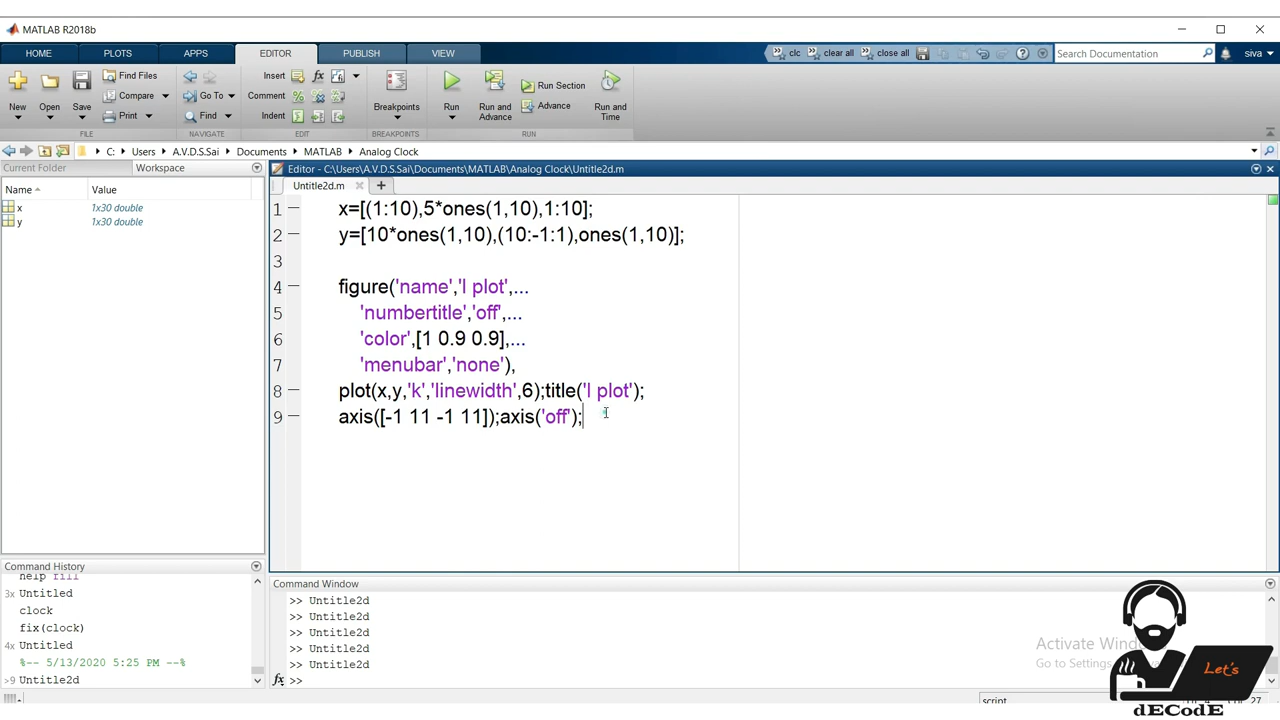 MATLAB R2018b
HOME PLOTS APPS EDITOR PUBLISH VIEW clc clear all close all Search Documentation siva
New Open Save Find Files Compare Print Go To Find Insert fx Comment Indent Breakpoints Run Run and Advance Run Section Advance Run and Time
FILE NAVIGATE EDIT BREAKPOINTS RUN
C: Users A.V.D.S.Sai Documents MATLAB Analog Clock
Current Folder Workspace
Editor - C:\Users\A.V.D.S.Sai\Documents\MATLAB\Analog Clock\Untitle2d.m
Name Value
x 1x30 double
y 1x30 double
Untitle2d.m
1 x=[(1:10),5*ones(1,10),1:10];
2 y=[10*ones(1,10),(10:-1:1),ones(1,10)];
3
4 figure('name','I plot',...
5 'numbertitle','off',...
6 'color',[1 0.9 0.9],...
7 'menubar','none'),
8 plot(x,y,'k','linewidth',6);title('I plot');
9 axis([-1 11 -1 11]);axis('off');
Command History
help fill
3x Untitled
clock
fix(clock)
4x Untitled
%-- 5/13/2020 5:25 PM --%
>9 Untitle2d
Command Window
>> Untitle2d
>> Untitle2d
>> Untitle2d
>> Untitle2d
>> Untitle2d
fx >>
Activate
Go to Settings
script
Let's
dECodE